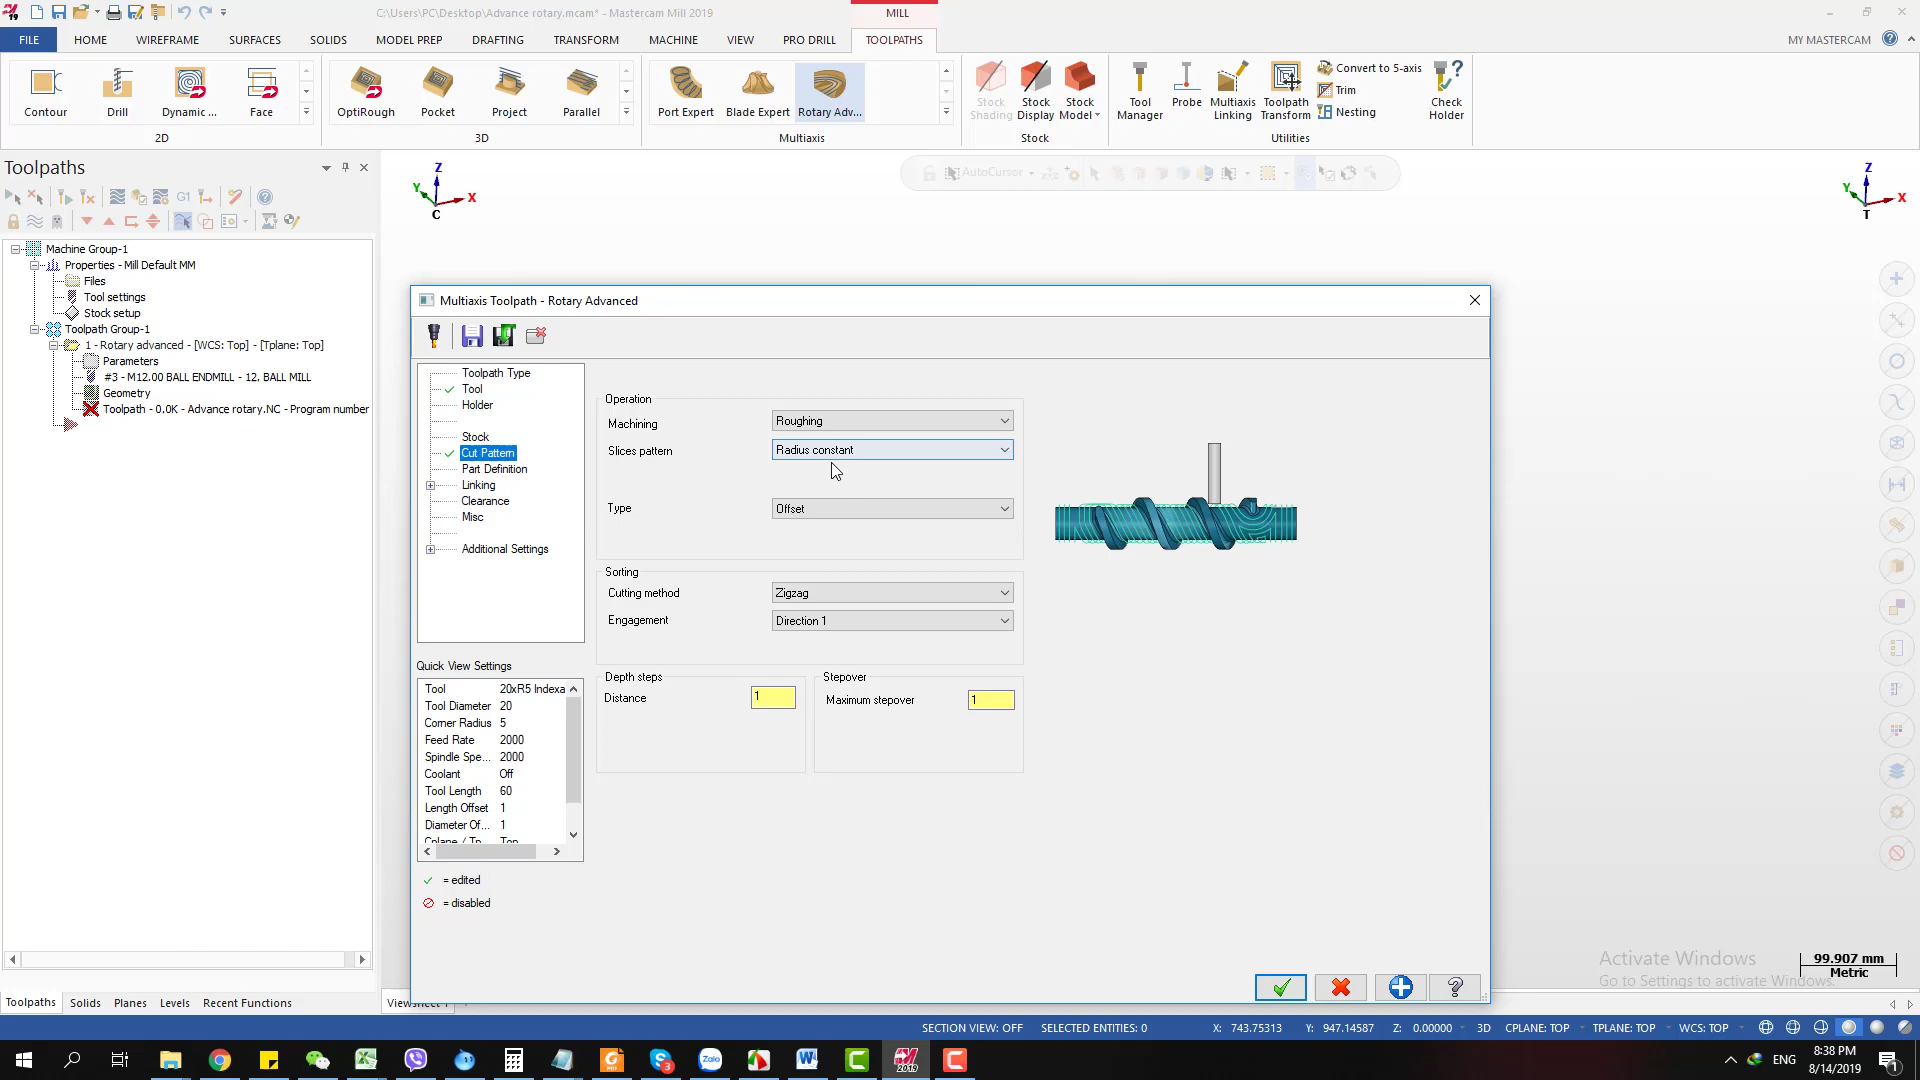 C:\Users\PC\Desktop\Advance rotary.mcam* - Mastercam Mill 2019
MILL
FILE HOME WIREFRAME SURFACES SOLIDS MODEL PREP DRAFTING TRANSFORM MACHINE VIEW PRO DRILL TOOLPATHS MY MASTERCAM
Contour Drill Dynamic ... Face OptiRough Pocket Project Parallel Port Expert Blade Expert Rotary Adv...
Stock Shading Stock Display Stock Model
Tool Manager Probe Multiaxis Linking Toolpath Transform
Convert to 5-axis
Trim
Nesting
Check Holder
2D 3D Multiaxis Stock Utilities
Toolpaths
AutoCursor
Z Y X C
Z Y X T
Machine Group-1
Properties - Mill Default MM
Files
Tool settings
Stock setup
Toolpath Group-1
1 - Rotary advanced - [WCS: Top] - [Tplane: Top]
Parameters
#3 - M12.00 BALL ENDMILL - 12. BALL MILL
Geometry
Toolpath - 0.0K - Advance rotary.NC - Program number
Multiaxis Toolpath - Rotary Advanced
Toolpath Type
Tool
Holder
Stock
Cut Pattern
Part Definition
Linking
Clearance
Misc
Additional Settings
Operation
Machining Roughing
Slices pattern Radius constant
Type Offset
Sorting
Cutting method Zigzag
Engagement Direction 1
Depth steps
Distance 1
Stepover
Maximum stepover 1
Quick View Settings
Tool 20xR5 Indexa
Tool Diameter 20
Corner Radius 5
Feed Rate 2000
Spindle Spe... 2000
Coolant Off
Tool Length 60
Length Offset 1
Diameter Of... 1
Cplane / Tp... Top
= edited
= disabled
Activate Windows
Go to Settings to activate Windows.
99.907 mm
Metric
Toolpaths Solids Planes Levels Recent Functions Viewsheet 1
SECTION VIEW: OFF SELECTED ENTITIES: 0 X: 743.75313 Y: 947.14587 Z: 0.00000 3D CPLANE: TOP TPLANE: TOP WCS: TOP
ENG
8:38 PM
8/14/2019